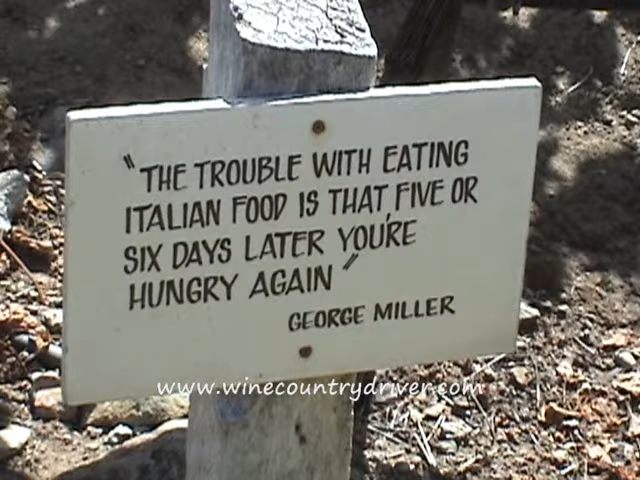 "THE TROUBLE WITH EATING
ITALIAN FOOD IS THAT, FIVE OR
SIX DAYS LATER YOU'RE
HUNGRY AGAIN"
GEORGE MILLER
www.winecountrydriver.com